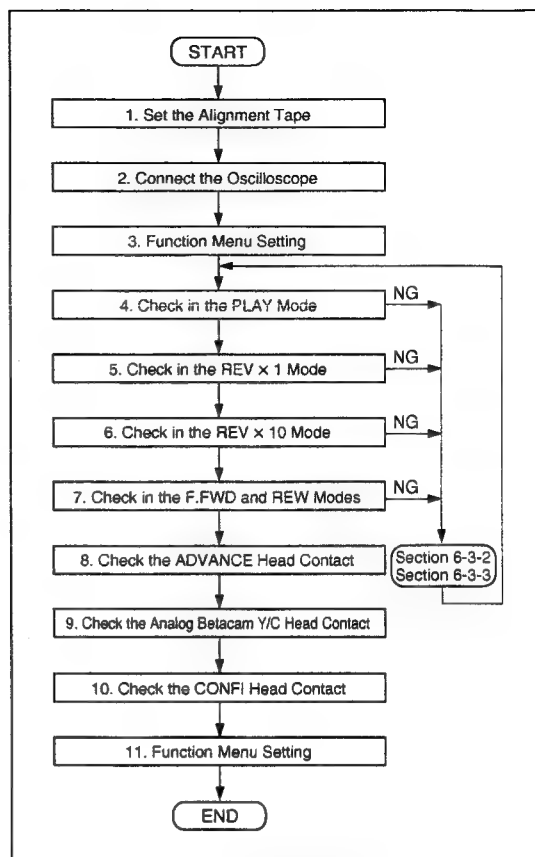 START
1. Set the Alignment Tape
2. Connect the Oscilloscope
3. Function Menu Setting
4. Check in the PLAY Mode
NG
5. Check in the REV × 1 Mode
NG
6. Check in the REV × 10 Mode
NG
7. Check in the F.FWD and REW Modes
NG
8. Check the ADVANCE Head Contact
Section 6-3-2
Section 6-3-3
9. Check the Analog Betacam Y/C Head Contact
10. Check the CONFI Head Contact
11. Function Menu Setting
END